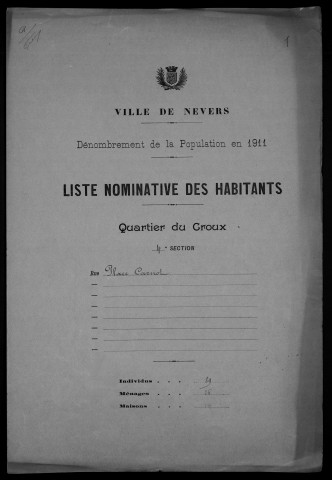 1
VILLE DE NEVERS
Dénombrement de la Population en 1911
LISTE NOMINATIVE DES HABITANTS
Quartier du Croux
4e SECTION
Rue Place Carnot
Individus . . .
Ménages . . .
Maisons . . .